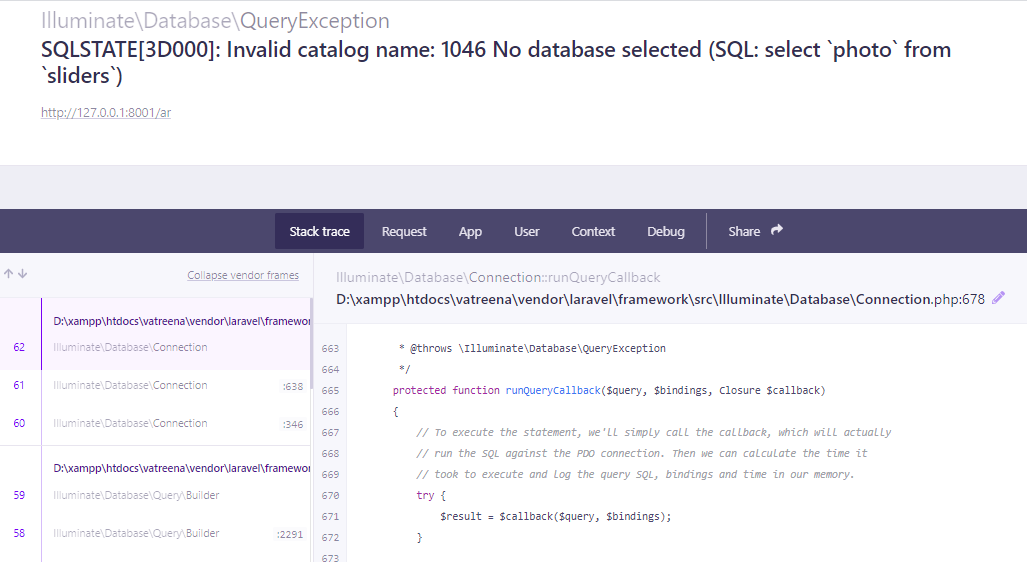 Illuminate\Database\QueryException
SQLSTATE[3D000]: Invalid catalog name: 1046 No database selected (SQL: select `photo` from
`sliders`)
http://127.0.0.1:8001/ar
Stack trace
Request
App
User
Context
Debug
Share
Collapse vendor frames
D:\xampp\htdocs\vatreena\vendor\laravel\framewor
62 Illuminate\Database\Connection
61 Illuminate\Database\Connection :638
60 Illuminate\Database\Connection :346
D:\xampp\htdocs\vatreena\vendor\laravel\framewor
59 Illuminate\Database\Query\Builder
58 Illuminate\Database\Query\Builder :2291
Illuminate\Database\Connection::runQueryCallback
D:\xampp\htdocs\vatreena\vendor\laravel\framework\src\Illuminate\Database\Connection.php:678
663 * @throws \Illuminate\Database\QueryException
664 */
665 protected function runQueryCallback($query, $bindings, Closure $callback)
666 {
667 // To execute the statement, we'll simply call the callback, which will actually
668 // run the SQL against the PDO connection. Then we can calculate the time it
669 // took to execute and log the query SQL, bindings and time in our memory.
670 try {
671 $result = $callback($query, $bindings);
672 }
673